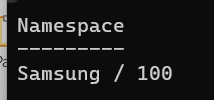 Namespace
---------
Samsung / 100